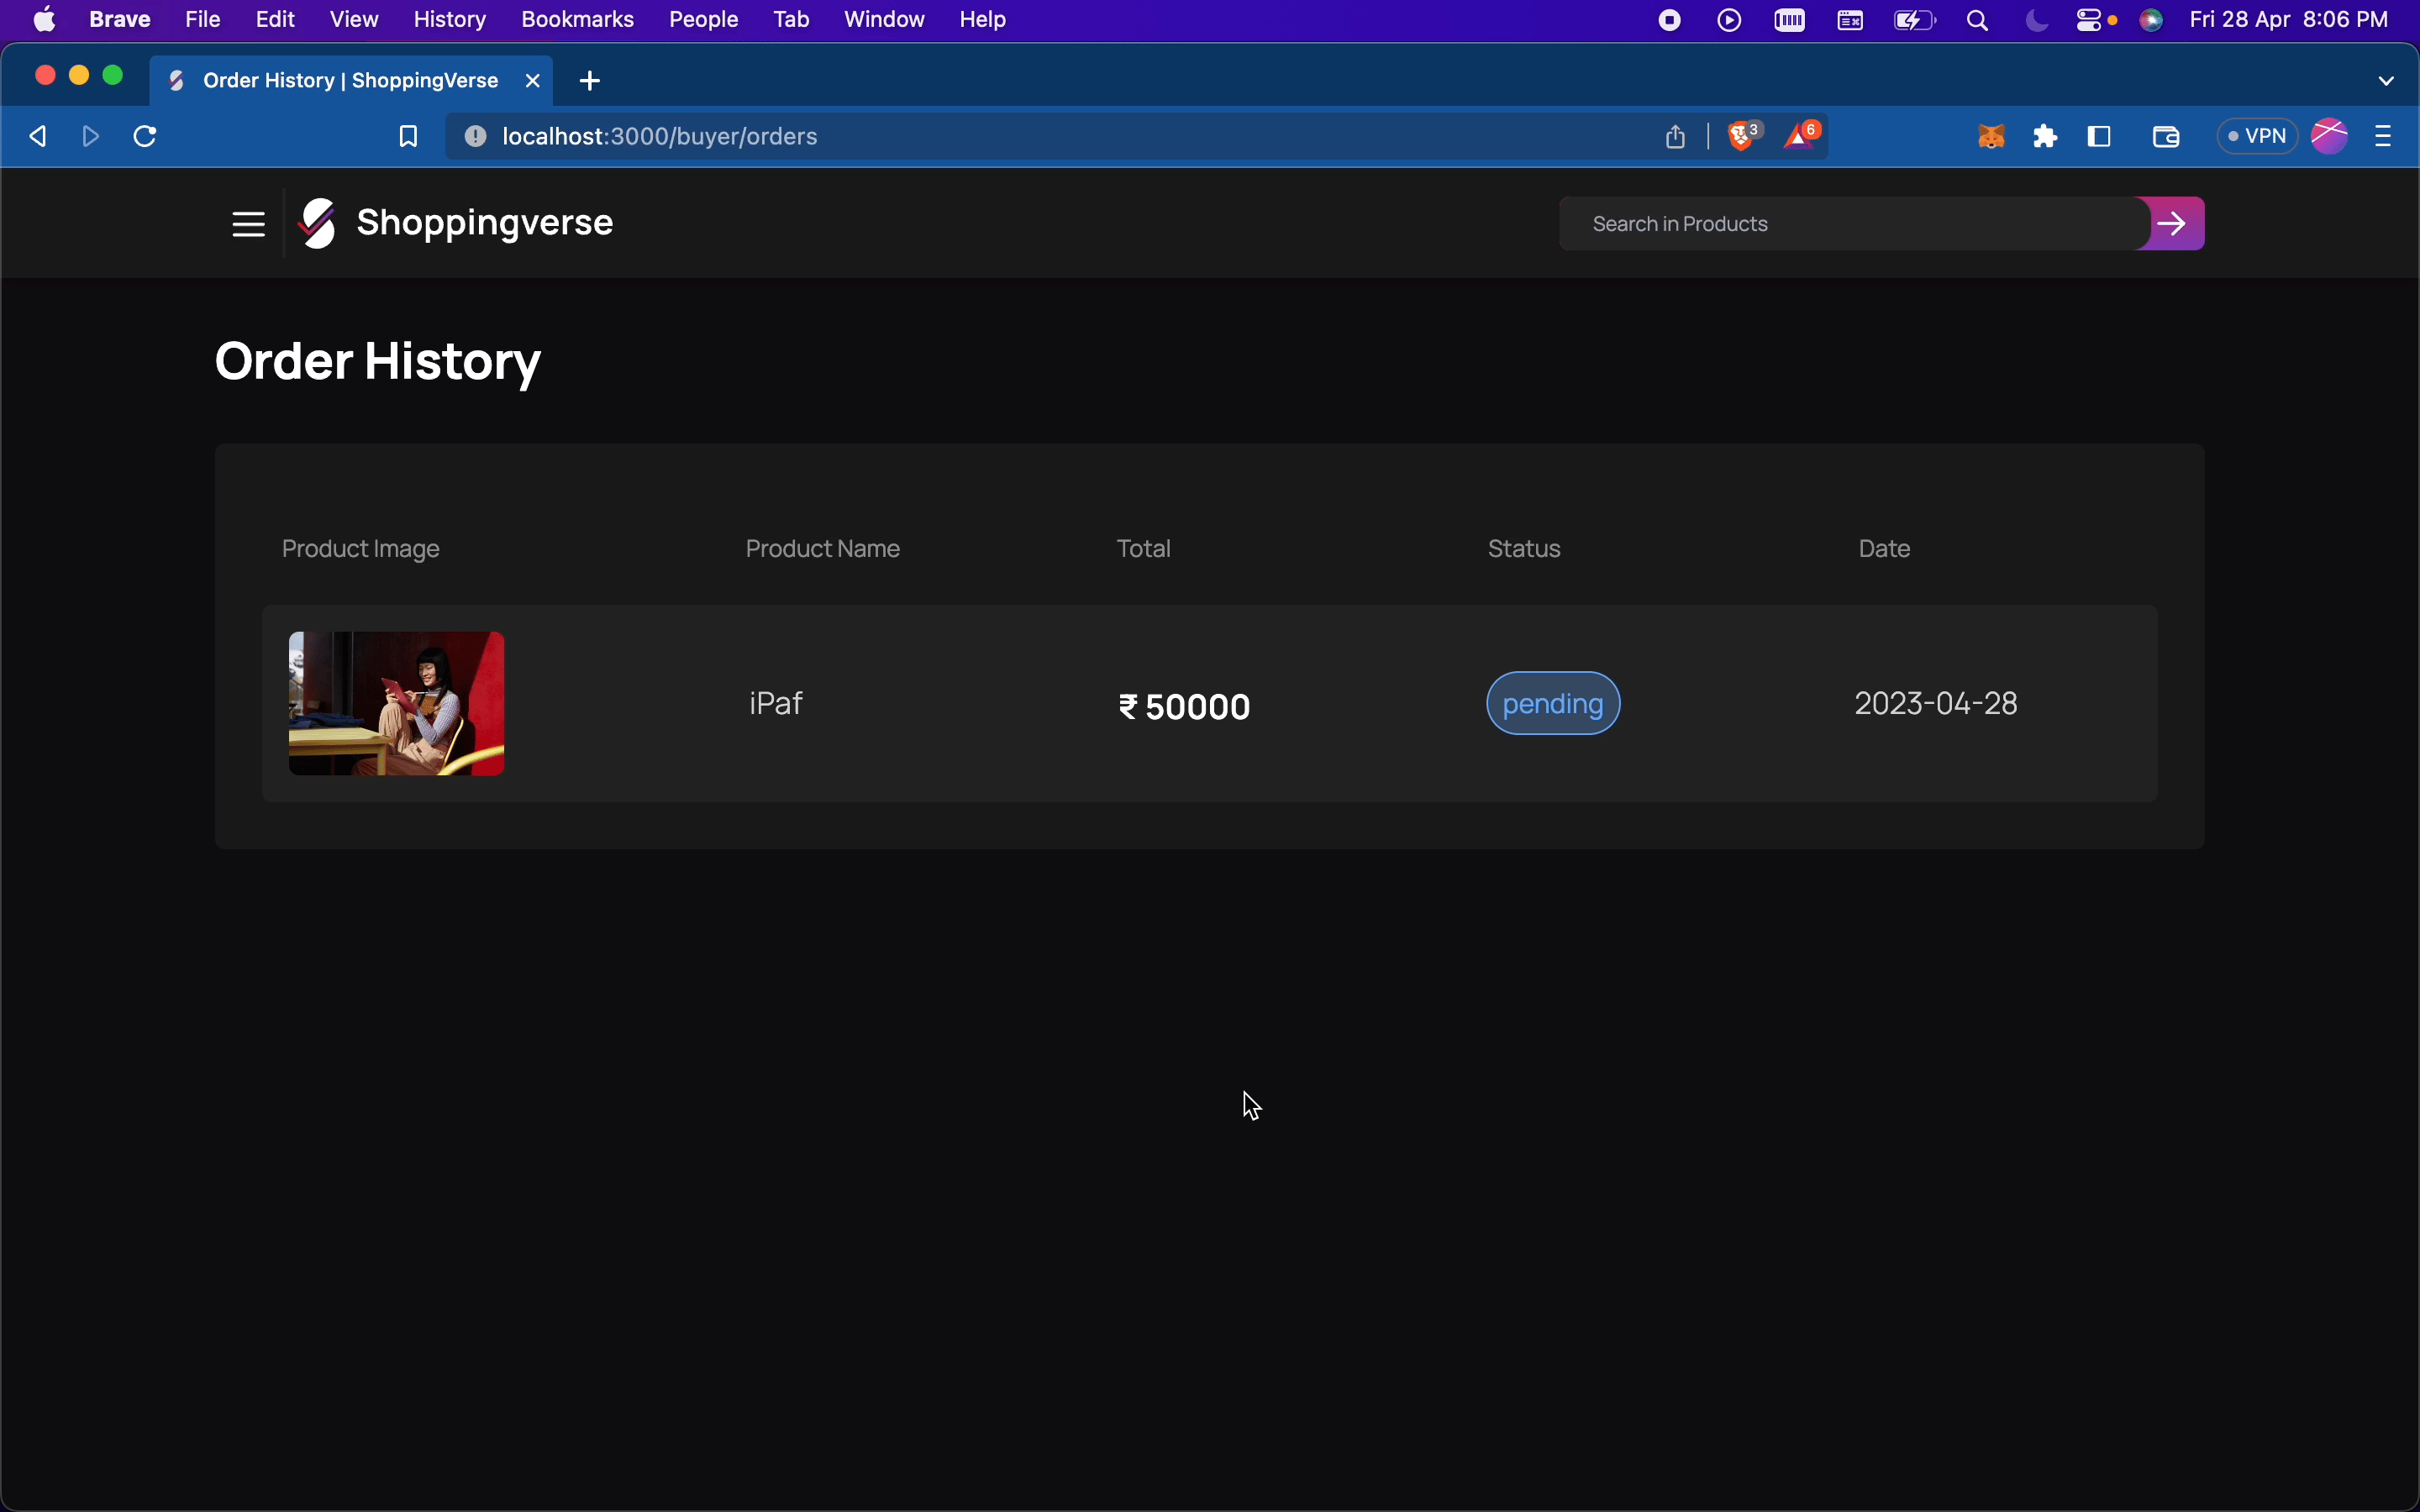 Brave File Edit View History Bookmarks People Tab Window Help Fri 28 Apr 8:06 PM
Order History | ShoppingVerse
localhost:3000/buyer/orders 3 6 VPN
Shoppingverse Search in Products
Order History
Product Image Product Name Total Status Date
iPaf ₹ 50000 pending 2023-04-28